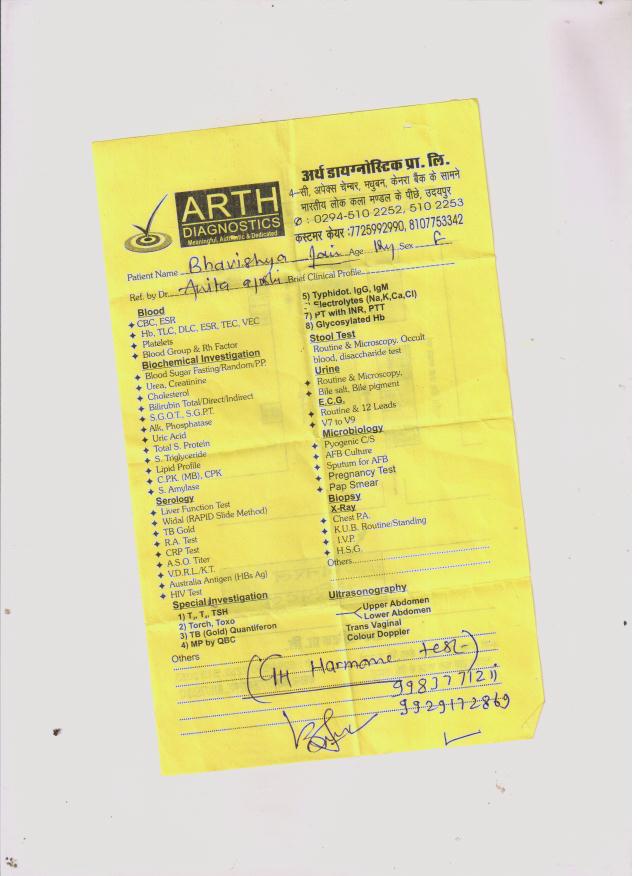 ARTH
DIAGNOSTICS
Meaningful, Authentic & Dedicated
अर्थ डायग्नोस्टिक प्रा. लि.
4-सी, अपेक्स चेम्बर, मधुबन, केनरा बैंक के सामने
भारतीय लोक कला मण्डल के पीछे, उदयपुर
✆ : 0294-510 2252, 510 2253
कस्टमर केयर :7725992990, 8107753342
Patient Name Bhavishya Jain Age Sex F
Ref. by Dr. Anita Brief Clinical Profile
Blood
CBC, ESR
Hb, TLC, DLC, ESR, TEC, VEC
Platelets
Blood Group & Rh Factor
Biochemical Investigation
Blood Sugar Fasting/Random/P.P.
Urea, Creatinine
Cholesterol
Bilirubin Total/Direct/Indirect
S.G.O.T., S.G.P.T.
Alk, Phosphatase
Uric Acid
Total S. Protein
S. Triglyceride
Lipid Profile
C.P.K. (MB), CPK
S. Amylase
Serology
Liver Function Test
Widal (RAPID Slide Method)
TB Gold
R.A. Test
CRP Test
A.S.O. Titer
V.D.R.L./K.T.
Australia Antigen (HBs Ag)
HIV Test
Special Investigation
1) T₃, T₄, TSH
2) Torch, Toxo
3) TB (Gold) Quantiferon
4) MP by QBC
5) Typhidot. IgG, IgM
Electrolytes (Na,K,Ca,Cl)
7) PT with INR, PTT
8) Glycosylated Hb
Stool Test
Routine & Microscopy, Occult
blood, disaccharide test
Urine
Routine & Microscopy,
Bile salt, Bile pigment
E.C.G.
Routine & 12 Leads
V7 to V9
Microbiology
Pyogenic C/S
AFB Culture
Sputum for AFB
Pregnancy Test
Pap Smear
Biopsy
X-Ray
Chest P.A.
K.U.B. Routine/Standing
I.V.P.
H.S.G.
Others
Ultrasonography
Upper Abdomen
Lower Abdomen
Trans Vaginal
Colour Doppler
Others
(GH Harmone test)
9983771211
9929172869